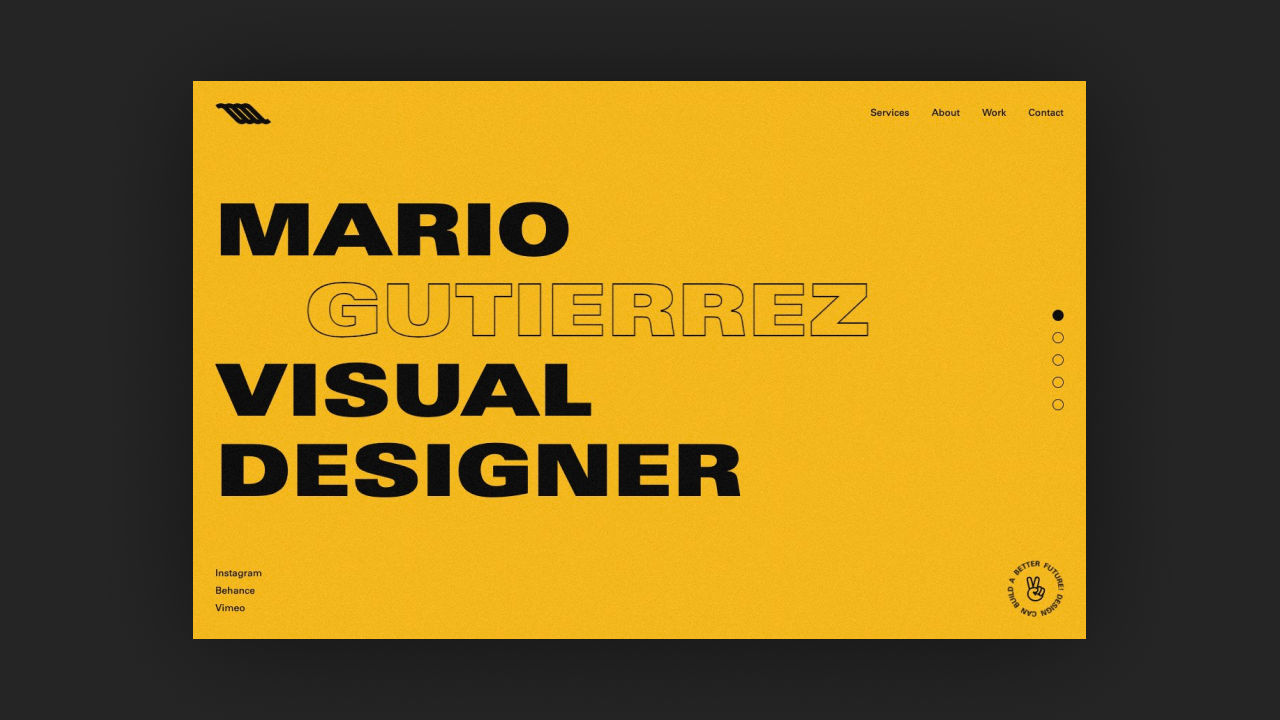 Services About Work Contact
MARIO
GUTIERREZ
VISUAL
DESIGNER
Instagram
Behance
Vimeo
DESIGN CAN BUILD A BETTER FUTURE!